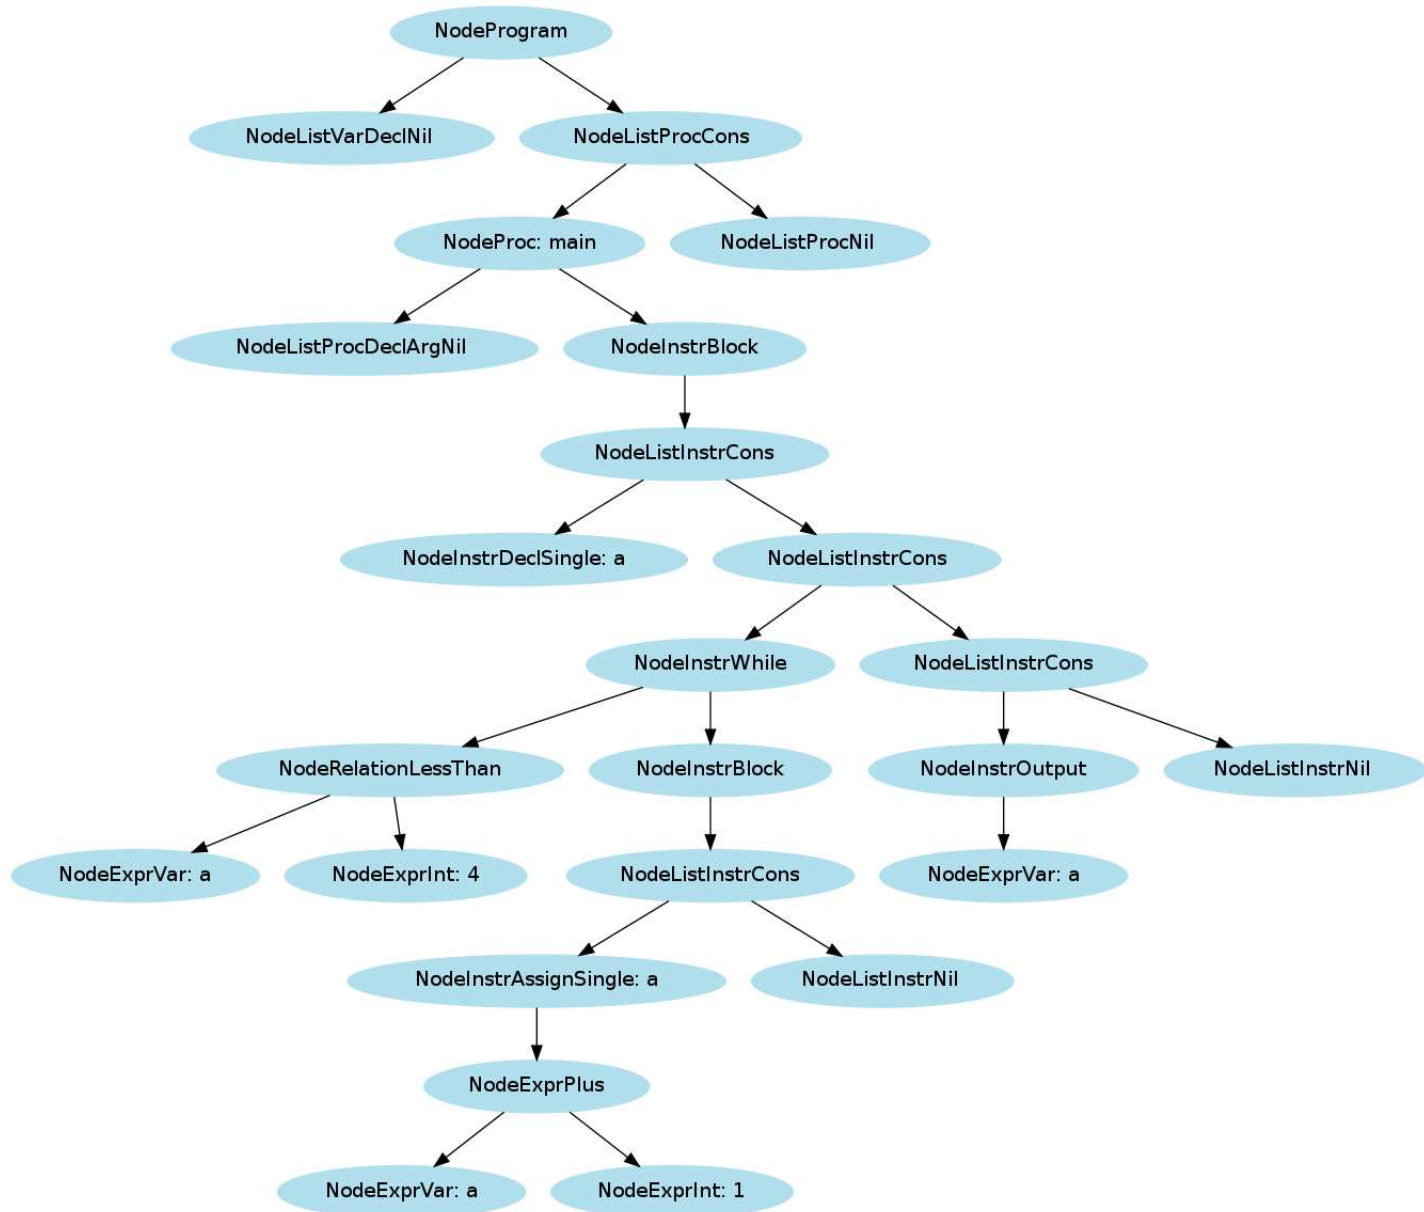 NodeProgram
NodeListVarDeclNil
NodeListProcCons
NodeProc: main
NodeListProcNil
NodeListProcDeclArgNil
NodeInstrBlock
NodeListInstrCons
NodeInstrDeclSingle: a
NodeListInstrCons
NodeInstrWhile
NodeListInstrCons
NodeRelationLessThan
NodeInstrBlock
NodeInstrOutput
NodeListInstrNil
NodeExprVar: a
NodeExprInt: 4
NodeListInstrCons
NodeExprVar: a
NodeInstrAssignSingle: a
NodeListInstrNil
NodeExprPlus
NodeExprVar: a
NodeExprInt: 1